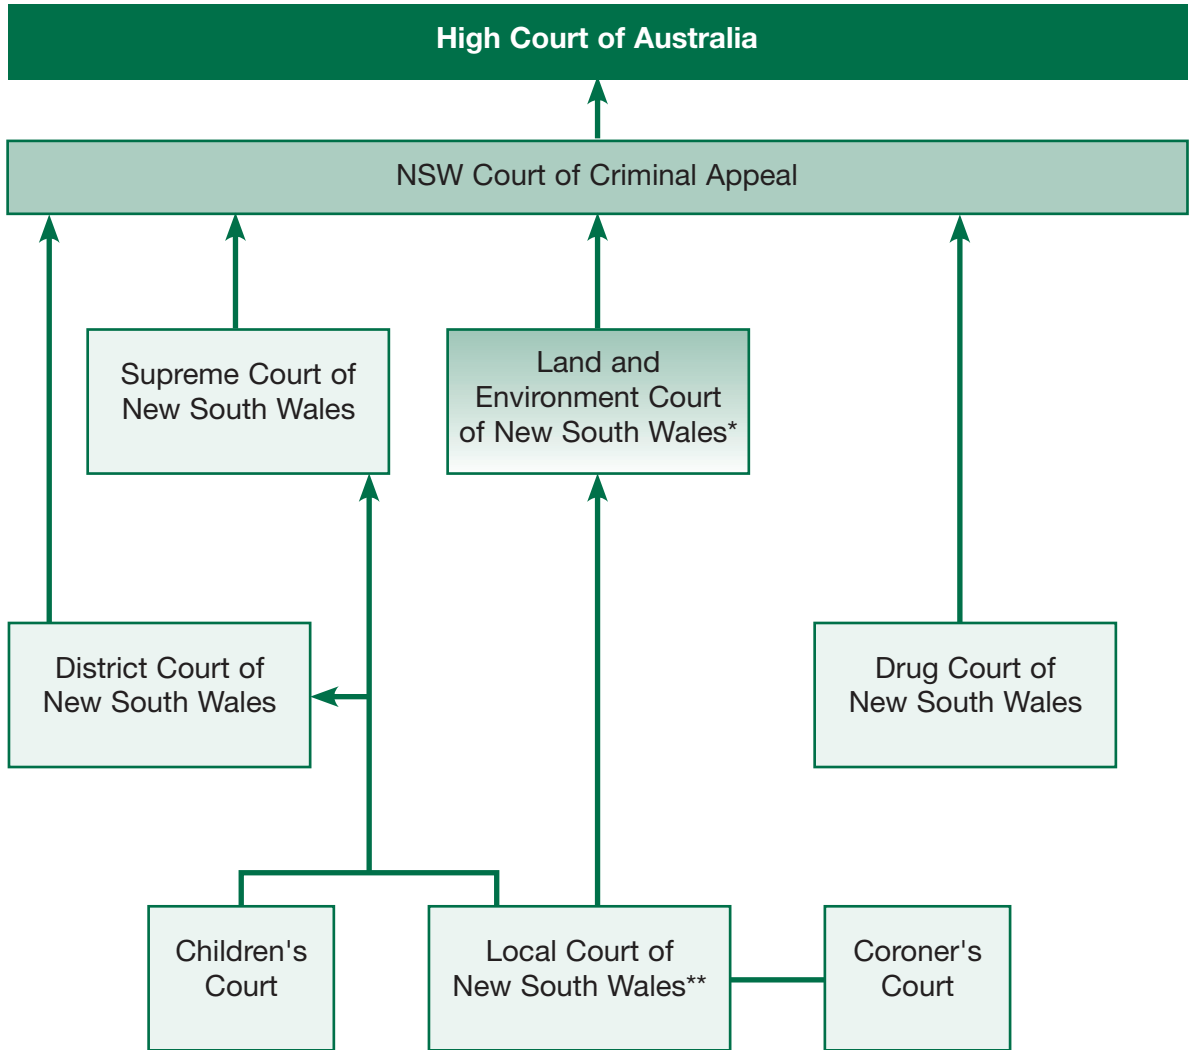 High Court of Australia
NSW Court of Criminal Appeal
Supreme Court of
New South Wales
Land and
Environment Court
of New South Wales*
District Court of
New South Wales
Drug Court of
New South Wales
Children's
Court
Local Court of
New South Wales**
Coroner's
Court